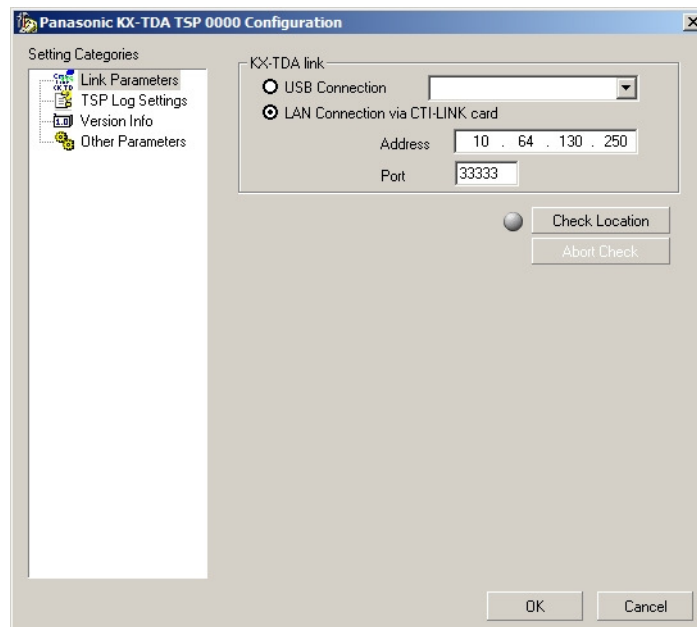 Panasonic KX-TDA TSP 0000 Configuration
Setting Categories
Link Parameters
TSP Log Settings
Version Info
Other Parameters
KX-TDA link
USB Connection
LAN Connection via CTI-LINK card
Address 10 . 64 . 130 . 250
Port 33333
Check Location
Abort Check
OK Cancel